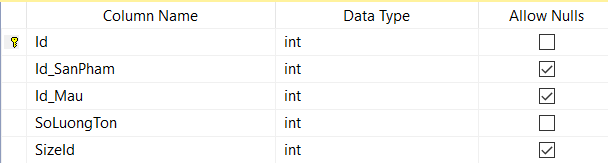 Column Name Data Type Allow Nulls
Id int
Id_SanPham int
Id_Mau int
SoLuongTon int
SizeId int